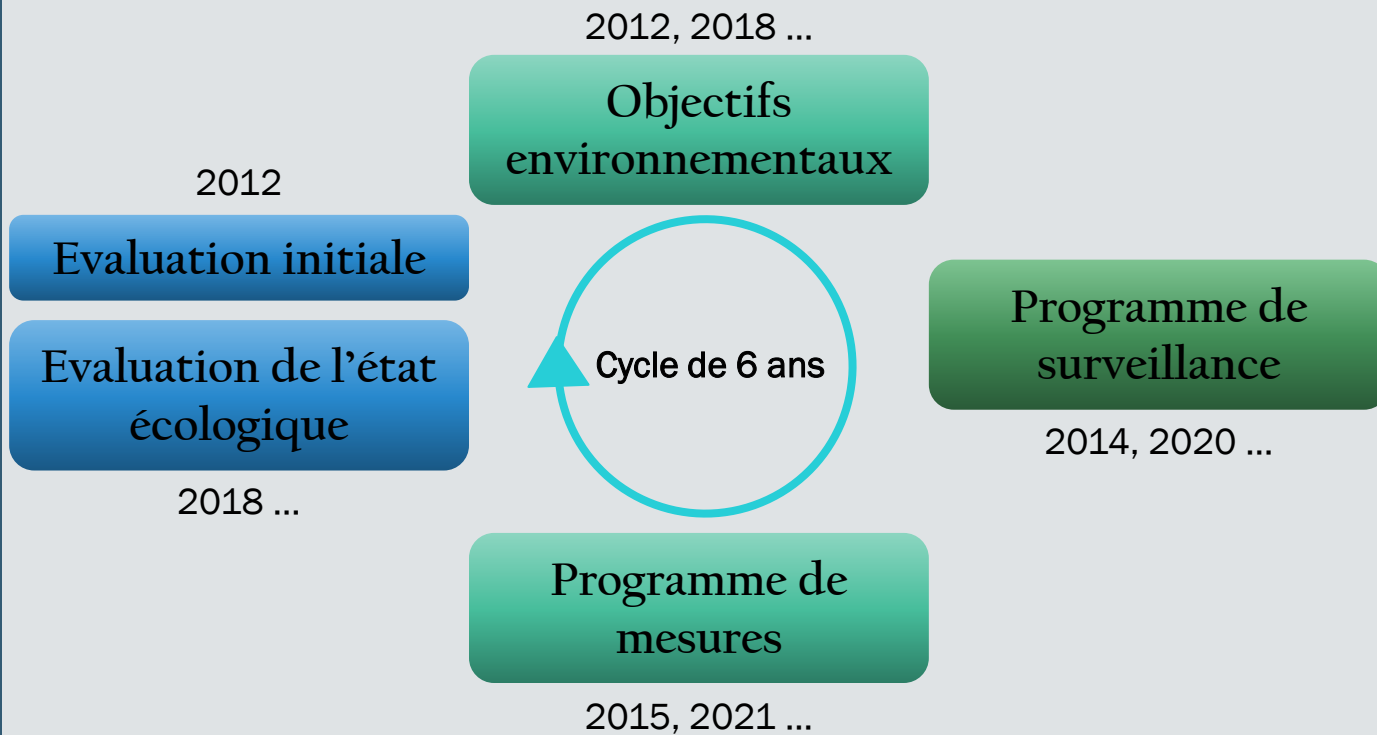 2012, 2018 ...
Objectifs
environnementaux
2012
Evaluation initiale
Evaluation de l'état
écologique
2018 ...
Cycle de 6 ans
Programme de
surveillance
2014, 2020 ...
Programme de
mesures
2015, 2021 ...